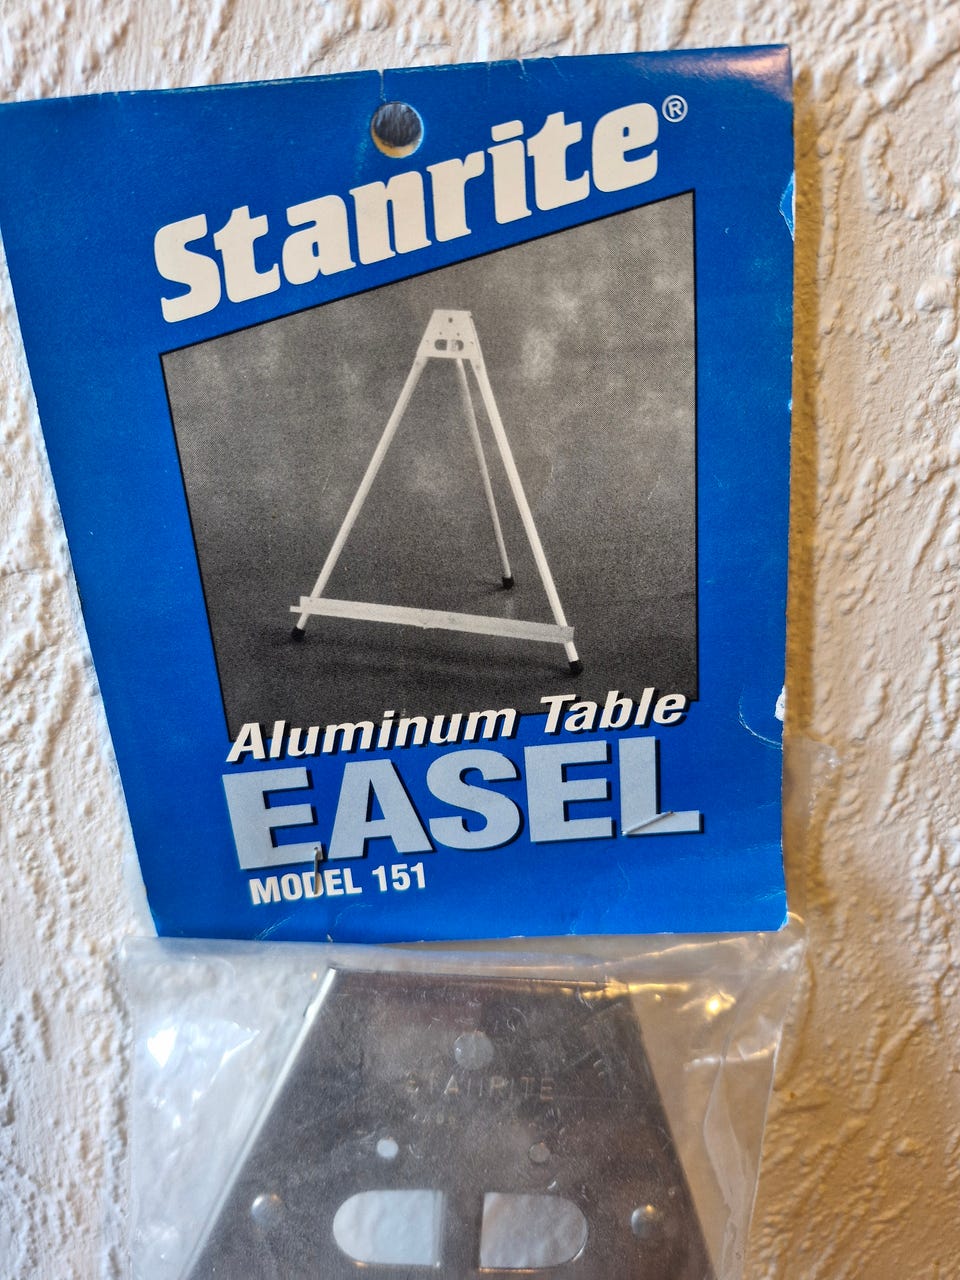 Stanrite®
Aluminum Table
EASEL
MODEL 151
STANRITE